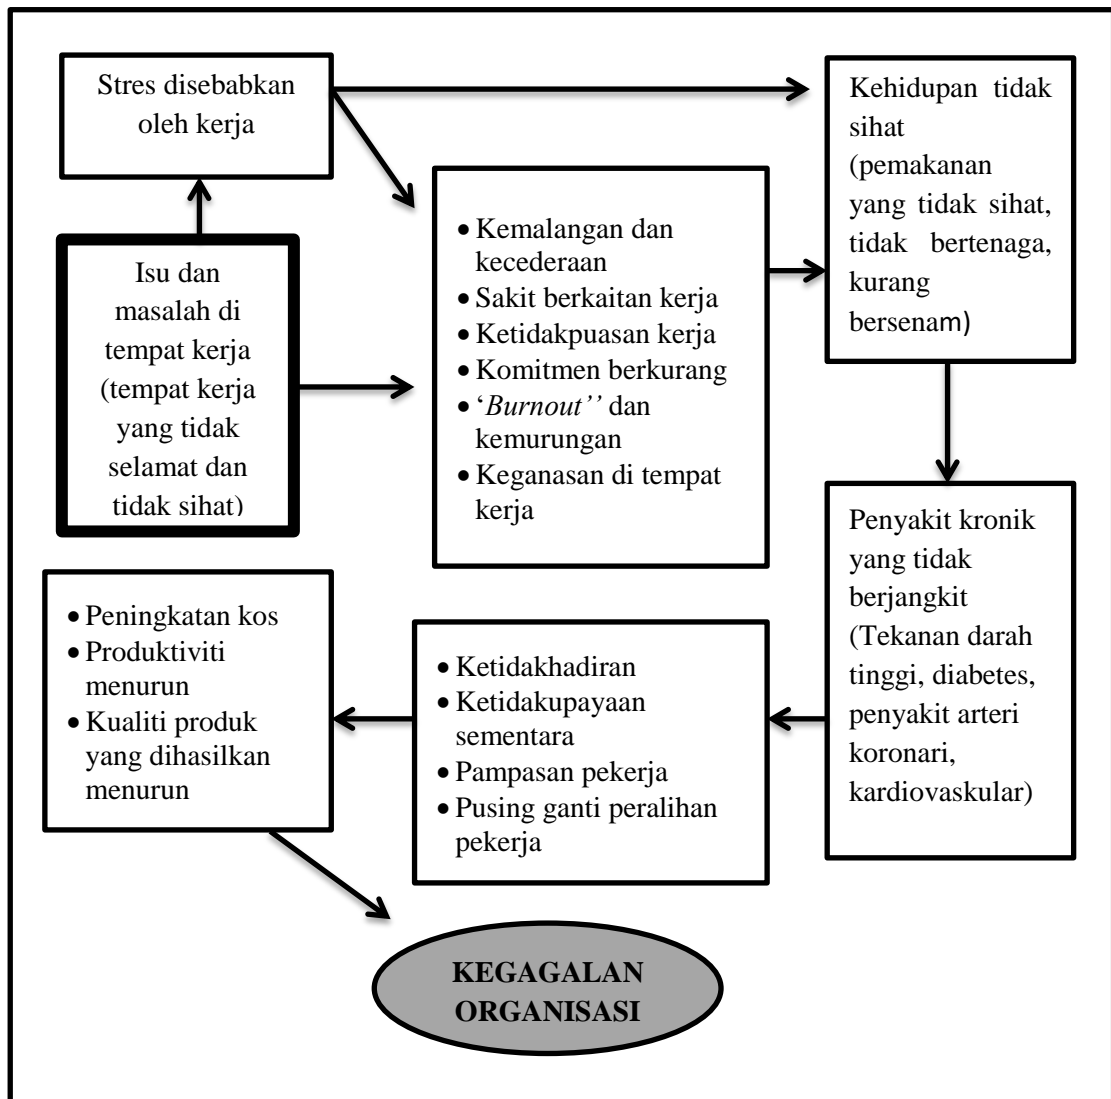 Stres disebabkan
oleh kerja
Kehidupan tidak
sihat
(pemakanan
yang tidak sihat,
tidak bertenaga,
kurang
bersenam)
Isu dan
masalah di
tempat kerja
(tempat kerja
yang tidak
selamat dan
tidak sihat)
• Kemalangan dan
kecederaan
• Sakit berkaitan kerja
• Ketidakpuasan kerja
• Komitmen berkurang
• ‘Burnout’’ dan
kemurungan
• Keganasan di tempat
kerja
Penyakit kronik
yang tidak
berjangkit
(Tekanan darah
tinggi, diabetes,
penyakit arteri
koronari,
kardiovaskular)
• Ketidakhadiran
• Ketidakupayaan
sementara
• Pampasan pekerja
• Pusing ganti peralihan
pekerja
• Peningkatan kos
• Produktiviti
menurun
• Kualiti produk
yang dihasilkan
menurun
KEGAGALAN
ORGANISASI